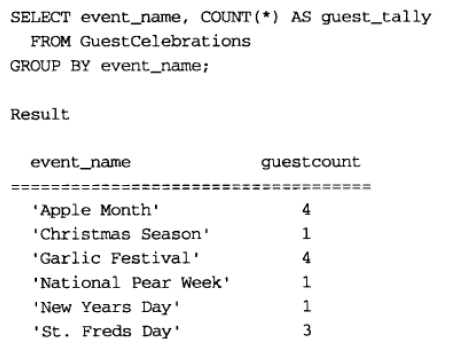 SELECT event_name, COUNT(*) AS guest_tally
FROM GuestCelebrations
GROUP BY event_name;
Result
event_name guestcount
====================================
'Apple Month' 4
'Christmas Season' 1
'Garlic Festival' 4
'National Pear Week' 1
'New Years Day' 1
'St. Freds Day' 3